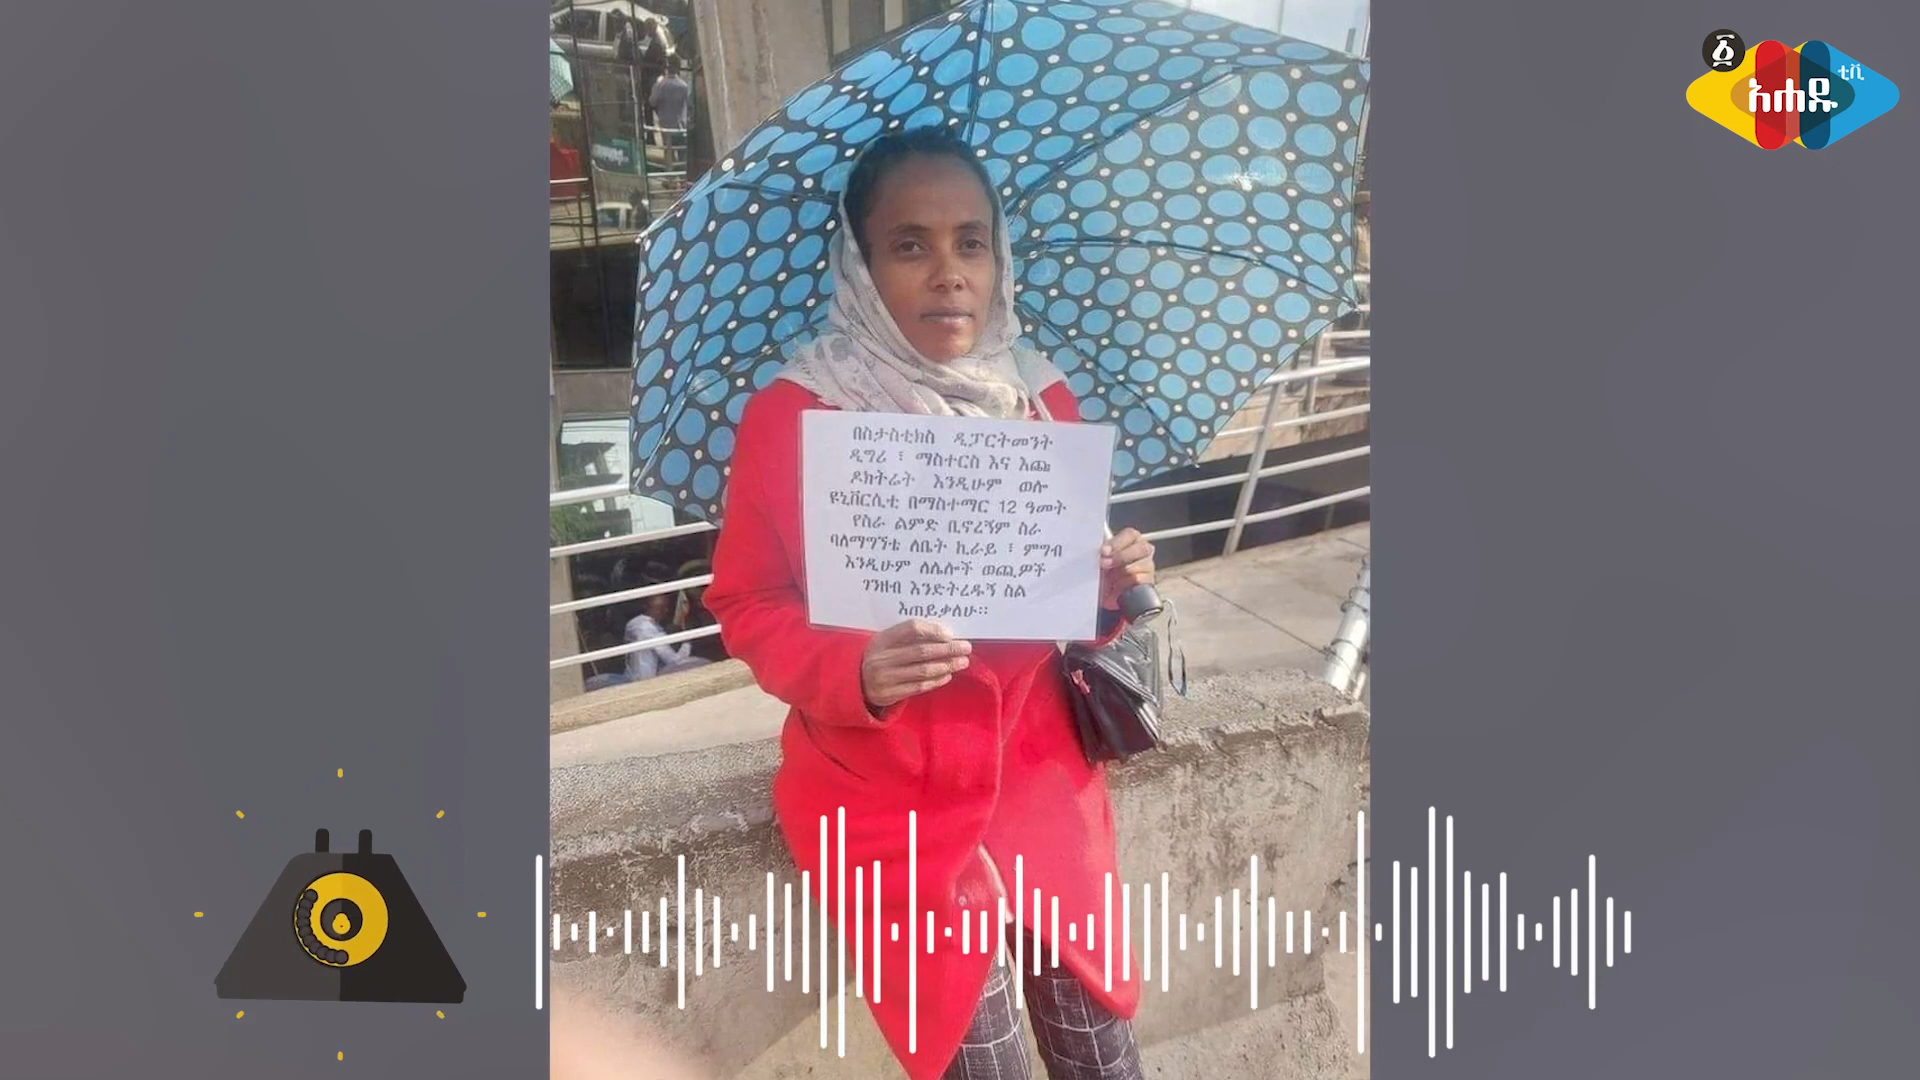 ፩
አሐዱ
ቲቪ
በስታስቲክስ ዲፓርትመንት
ዲግሪ ፣ ማስተርስ እና እጩ
ዶክትሬት እንዲሁም ወሎ
ዩኒቨርሲቲ በማስተማር 12 ዓመት
የስራ ልምድ ቢኖረኝም ስራ
ባለማግኘቴ ለቤት ኪራይ ፣ ምግብ
እንዲሁም ለሌሎች ወጪዎች
ገንዘብ እንድትረዱኝ ስል
እጠይቃለሁ።